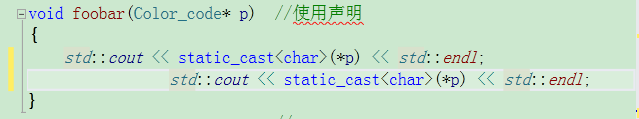 void foobar(Color_code* p)  //使用声明
{
    std::cout << static_cast<char>(*p) << std::endl;
            std::cout << static_cast<char>(*p) << std::endl;
}